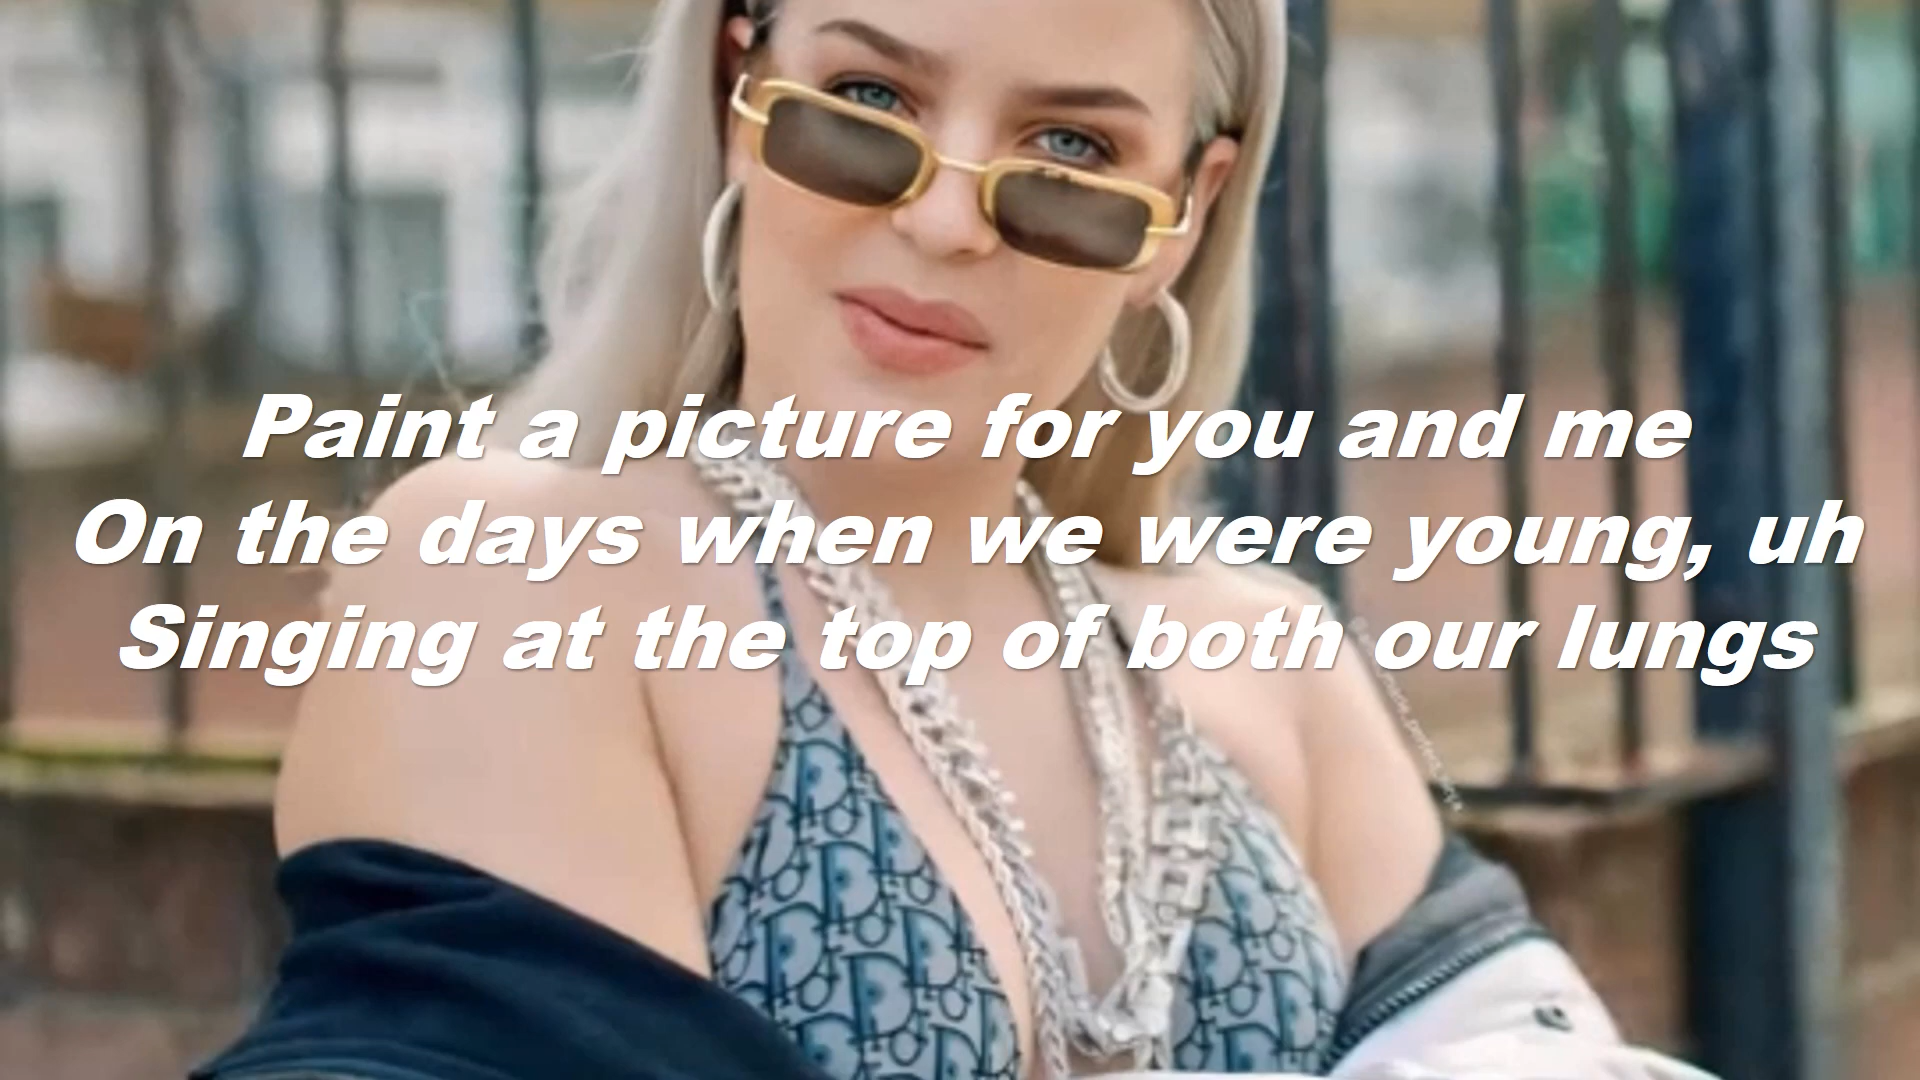 Paint a picture for you and me
On the days when we were young, uh
Singing at the top of both our lungs